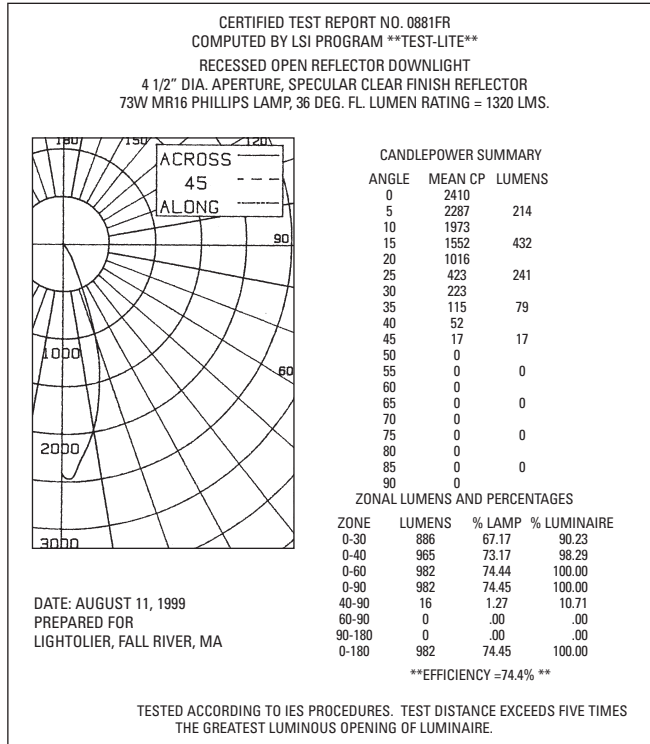 CERTIFIED TEST REPORT NO. 0881FR
COMPUTED BY LSI PROGRAM **TEST-LITE**
RECESSED OPEN REFLECTOR DOWNLIGHT
4 1/2” DIA. APERTURE, SPECULAR CLEAR FINISH REFLECTOR
73W MR16 PHILLIPS LAMP, 36 DEG. FL. LUMEN RATING = 1320 LMS.
180 150 120
ACROSS
45
ALONG
90
1000
60
2000
3000
CANDLEPOWER SUMMARY
ANGLE MEAN CP LUMENS
0 2410
5 2287 214
10 1973
15 1552 432
20 1016
25 423 241
30 223
35 115 79
40 52
45 17 17
50 0
55 0 0
60 0
65 0 0
70 0
75 0 0
80 0
85 0 0
90 0
ZONAL LUMENS AND PERCENTAGES
ZONE LUMENS % LAMP % LUMINAIRE
0-30 886 67.17 90.23
0-40 965 73.17 98.29
0-60 982 74.44 100.00
0-90 982 74.45 100.00
40-90 16 1.27 10.71
60-90 0 .00 .00
90-180 0 .00 .00
0-180 982 74.45 100.00
**EFFICIENCY =74.4% **
DATE: AUGUST 11, 1999
PREPARED FOR
LIGHTOLIER, FALL RIVER, MA
TESTED ACCORDING TO IES PROCEDURES. TEST DISTANCE EXCEEDS FIVE TIMES
THE GREATEST LUMINOUS OPENING OF LUMINAIRE.